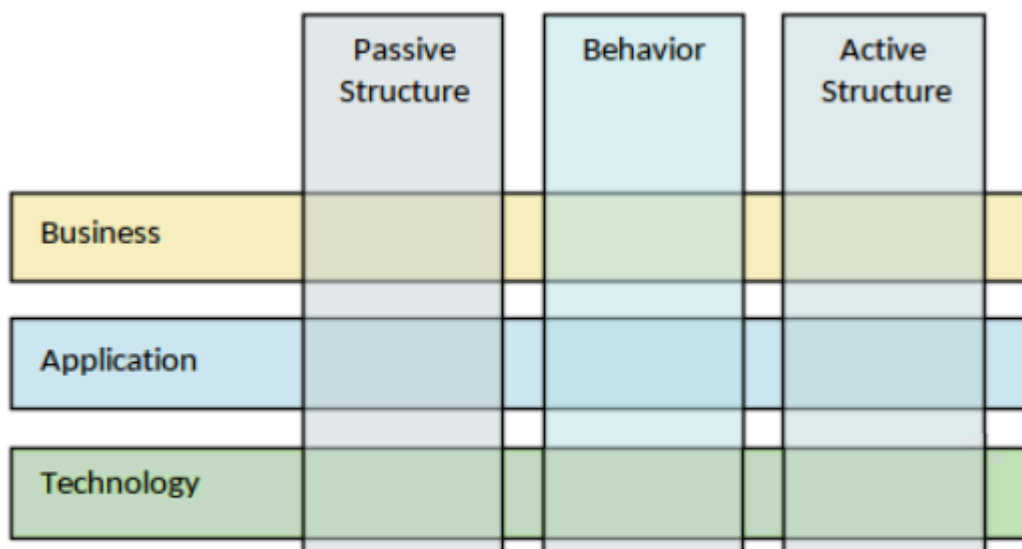 Passive
Structure
Behavior
Active
Structure
Business
Application
Technology